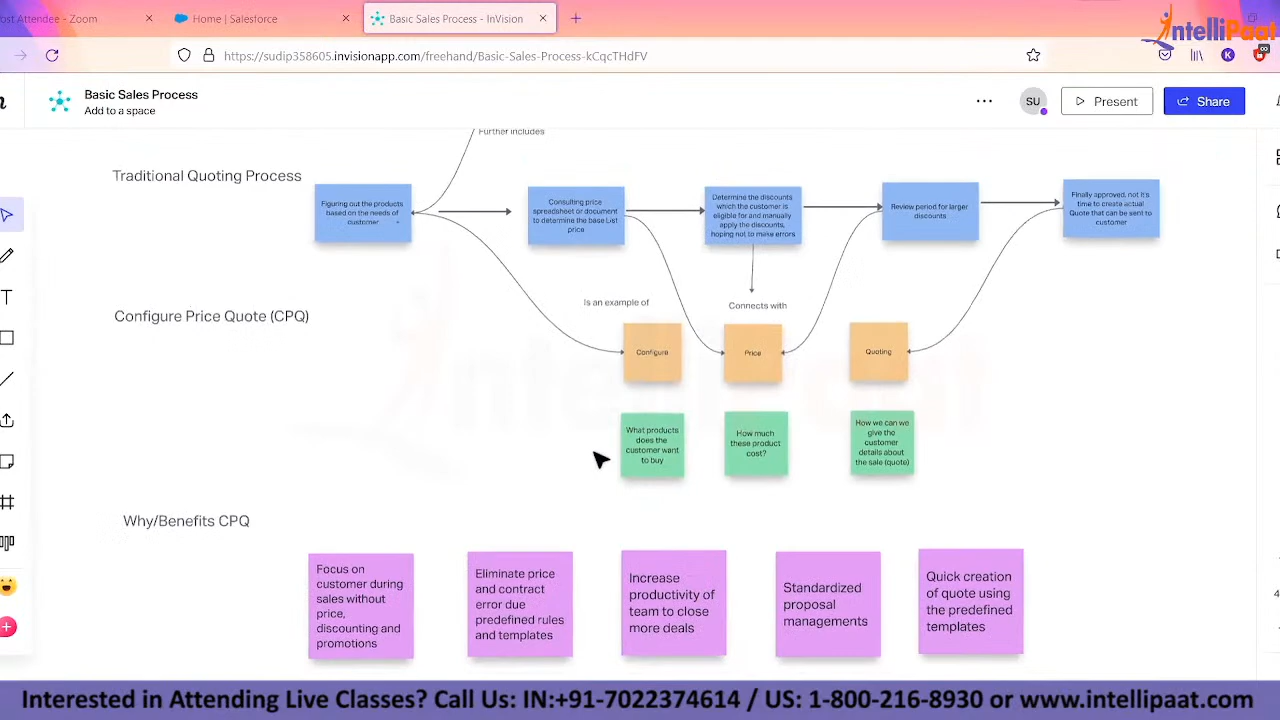 ost Attendee - Zoom
Home | Salesforce
Basic Sales Process - InVision
IntelliPaat
https://sudip358605.invisionapp.com/freehand/Basic-Sales-Process-kCqcTHdFV
K
Basic Sales Process
Add to a space
SU
Present
Share
Further includes
Traditional Quoting Process
Figuring out the products
based on the needs of
customer
Consulting price
spreadsheet or document
to determine the base List
price
Determine the discounts
which the customer is
eligible for and manually
apply the discounts,
hoping not to make errors
Review period for larger
discounts
Finally approved, not it's
time to create actual
Quote that can be sent to
customer
Is an example of
Connects with
Configure Price Quote (CPQ)
Configure
Price
Quoting
What products
does the
customer want
to buy
How much
these product
cost?
How we can we
give the
customer
details about
the sale (quote)
Why/Benefits CPQ
Focus on
customer during
sales without
price,
discounting and
promotions
Eliminate price
and contract
error due
predefined rules
and templates
Increase
productivity of
team to close
more deals
Standardized
proposal
managements
Quick creation
of quote using
the predefined
templates
Interested in Attending Live Classes? Call Us: IN:+91-7022374614 / US: 1-800-216-8930 or www.intellipaat.com